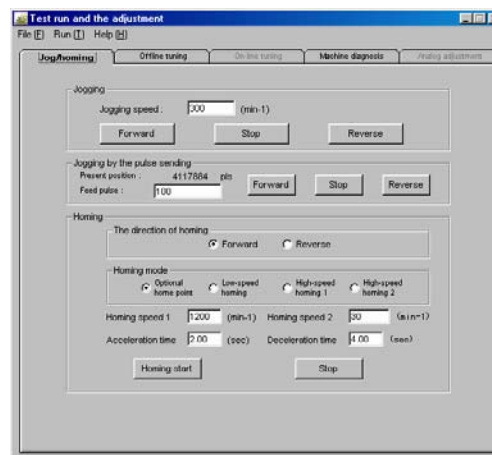 Test run and the adjustment
File [F] Run [T] Help [H]
Jog/homing Offline tuning On-line tuning Machine diagnosis Analog adjustment
Jogging
Jogging speed : 300 (min-1)
Forward Stop Reverse
Jogging by the pulse sending
Present position : 4117884 pls
Feed pulse : 100 Forward Stop Reverse
Homing
The direction of homing
Forward Reverse
Homing mode
Optional home point Low-speed homing High-speed homing 1 High-speed homing 2
Homing speed 1 1200 (min-1) Homing speed 2 30 (min-1)
Acceleration time 2.00 (sec) Deceleration time 4.00 (sec)
Homing start Stop